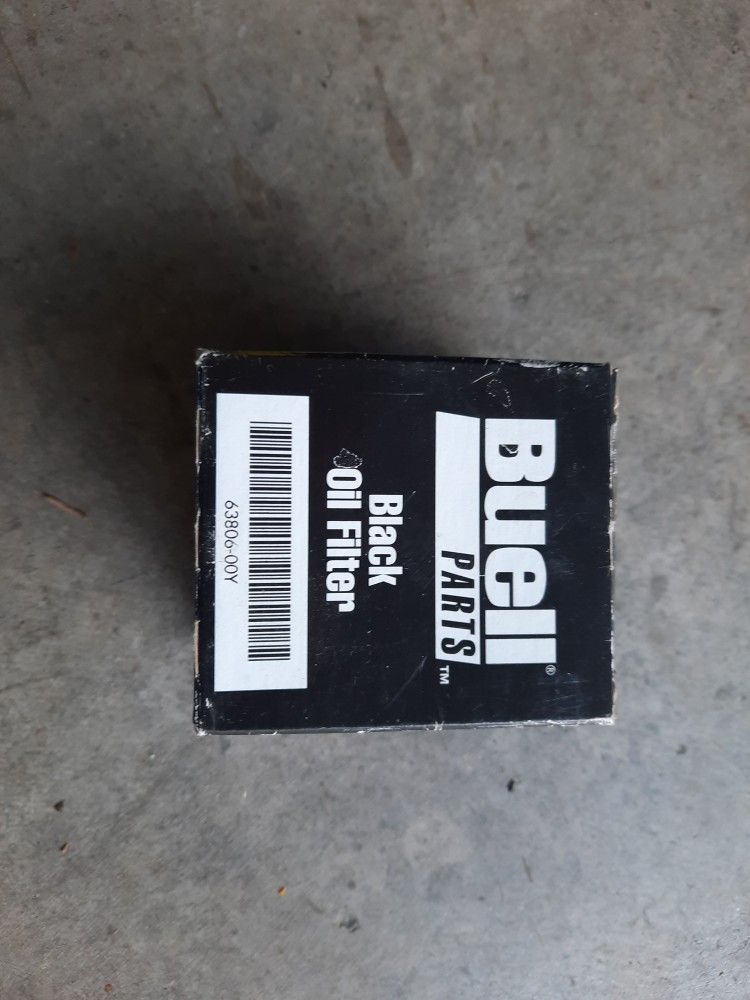 Buell®
PARTS™
Black
Oil Filter
63806-00Y